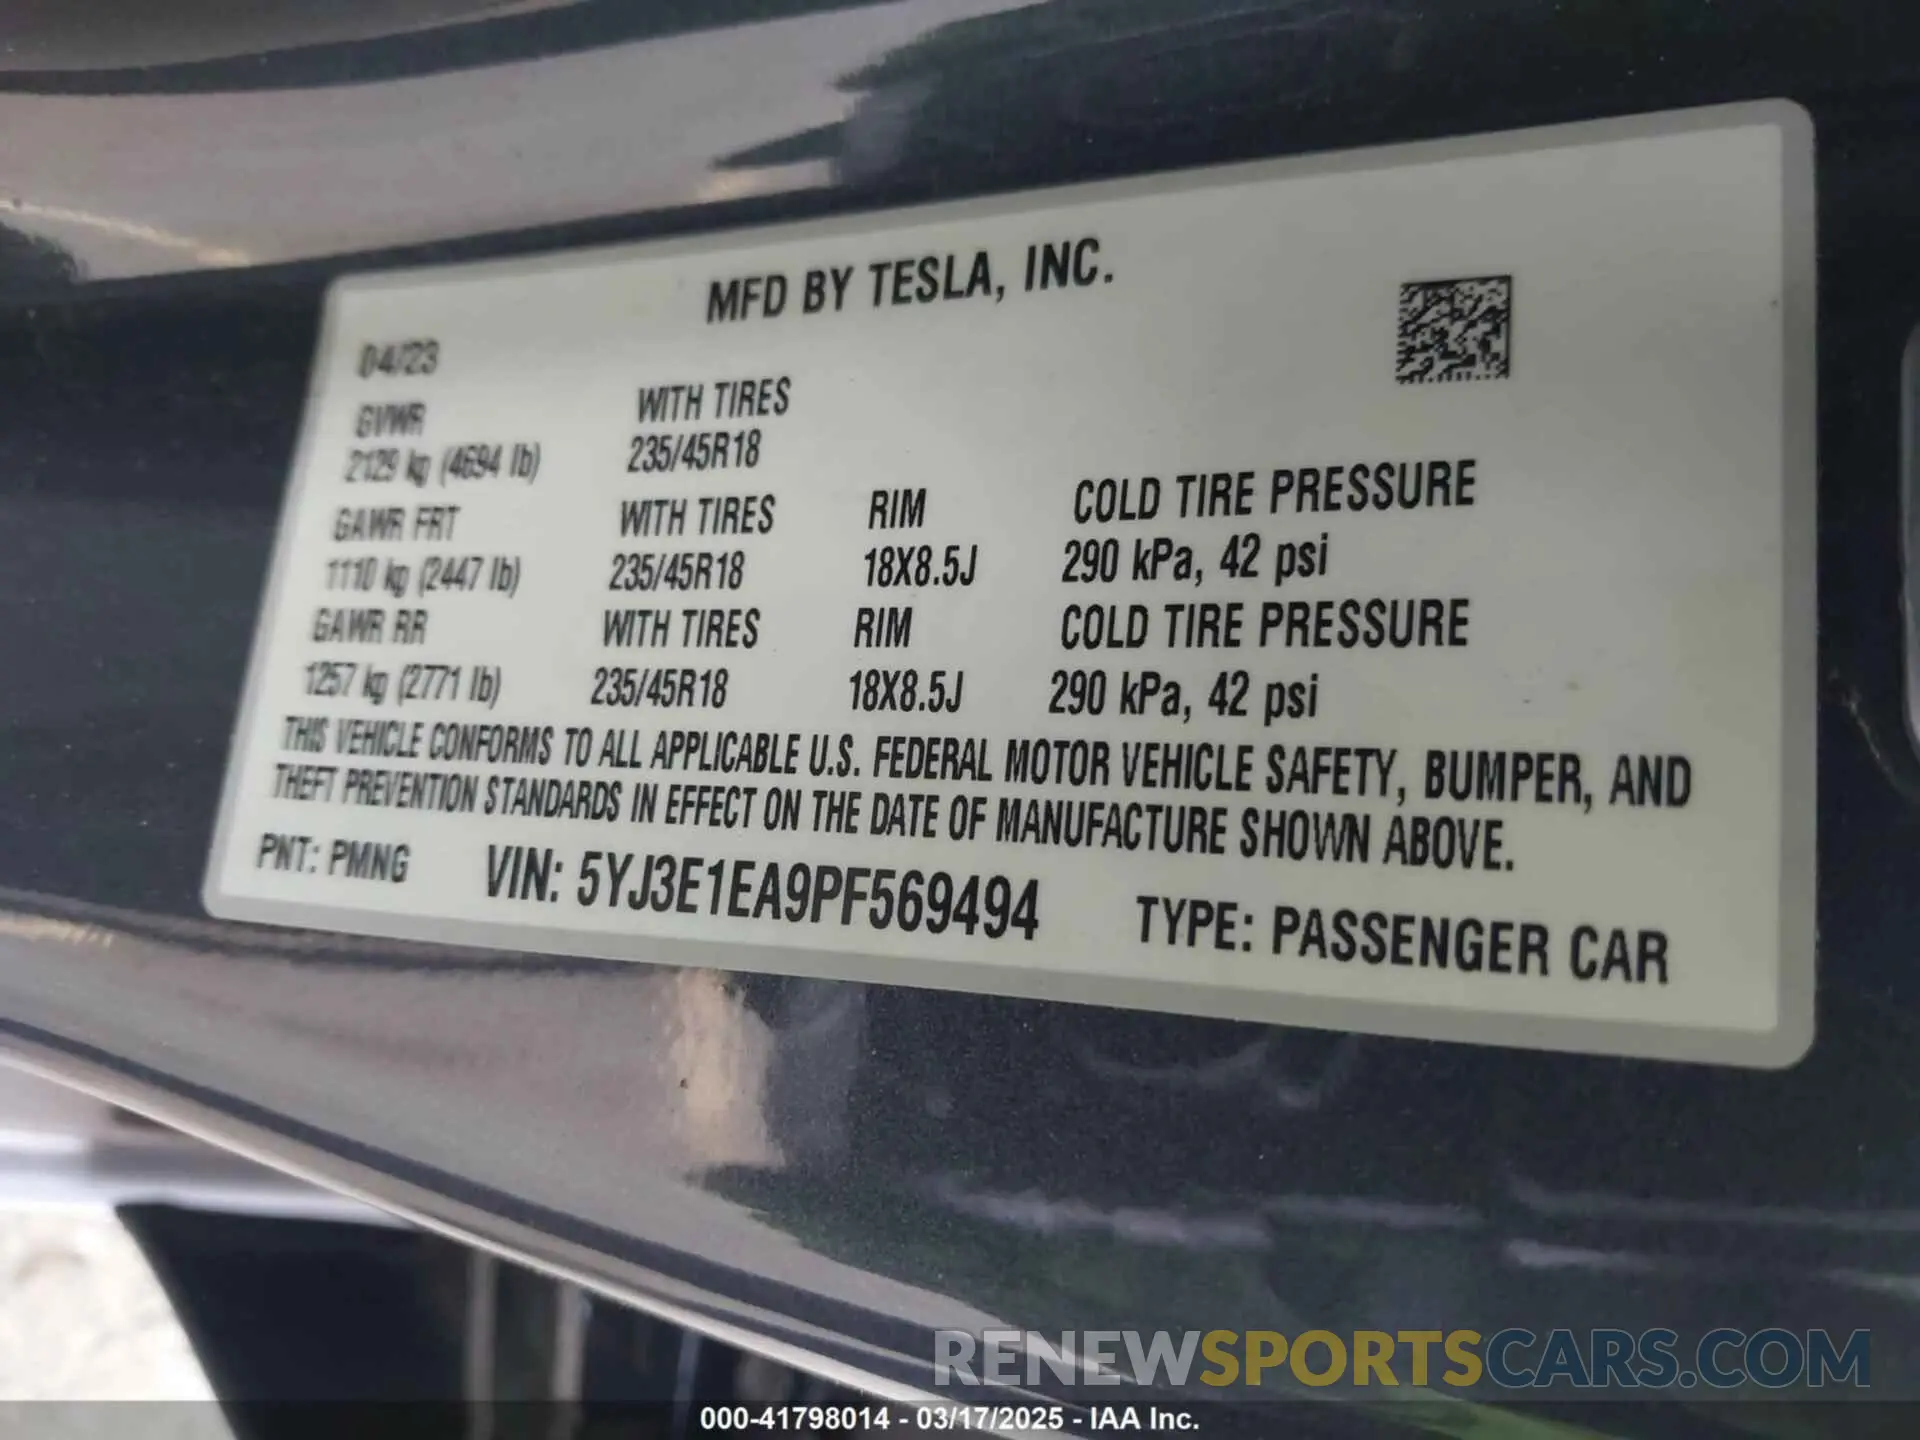 MFD BY TESLA, INC.
04/23
GVWR WITH TIRES
2129 kg (4694 lb) 235/45R18
GAWR FRT WITH TIRES RIM COLD TIRE PRESSURE
1110 kg (2447 lb) 235/45R18 18X8.5J 290 kPa, 42 psi
GAWR RR WITH TIRES RIM COLD TIRE PRESSURE
1257 kg (2771 lb) 235/45R18 18X8.5J 290 kPa, 42 psi
THIS VEHICLE CONFORMS TO ALL APPLICABLE U.S. FEDERAL MOTOR VEHICLE SAFETY, BUMPER, AND
THEFT PREVENTION STANDARDS IN EFFECT ON THE DATE OF MANUFACTURE SHOWN ABOVE.
PNT: PMNG VIN: 5YJ3E1EA9PF569494 TYPE: PASSENGER CAR
RENEWSPORTSCARS.COM
000-41798014 - 03/17/2025 - IAA Inc.